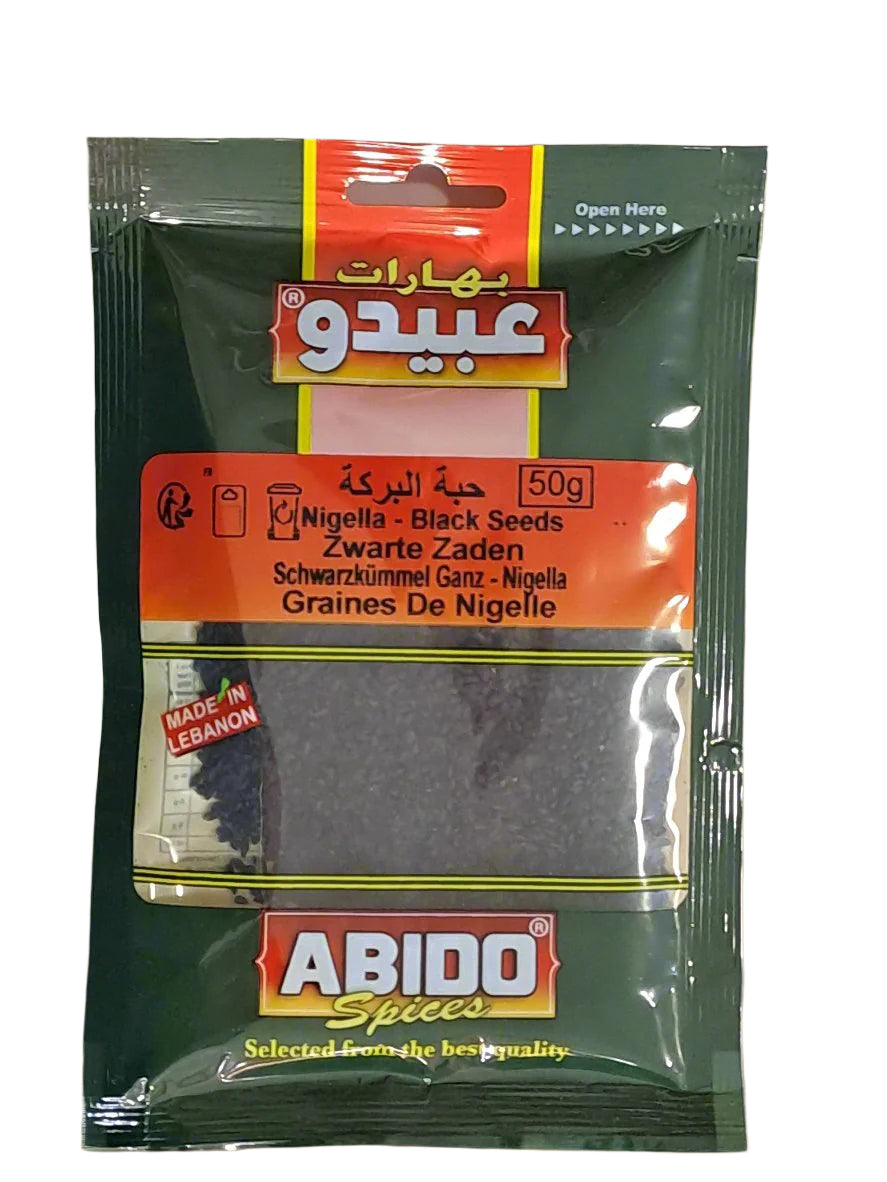 Open Here
بهارات
عبيدو®
حبة البركة
50g
Nigella - Black Seeds
Zwarte Zaden
Schwarzkümmel Ganz - Nigella
Graines De Nigelle
MADE IN
LEBANON
ABIDO®
Spices
Selected from the best quality